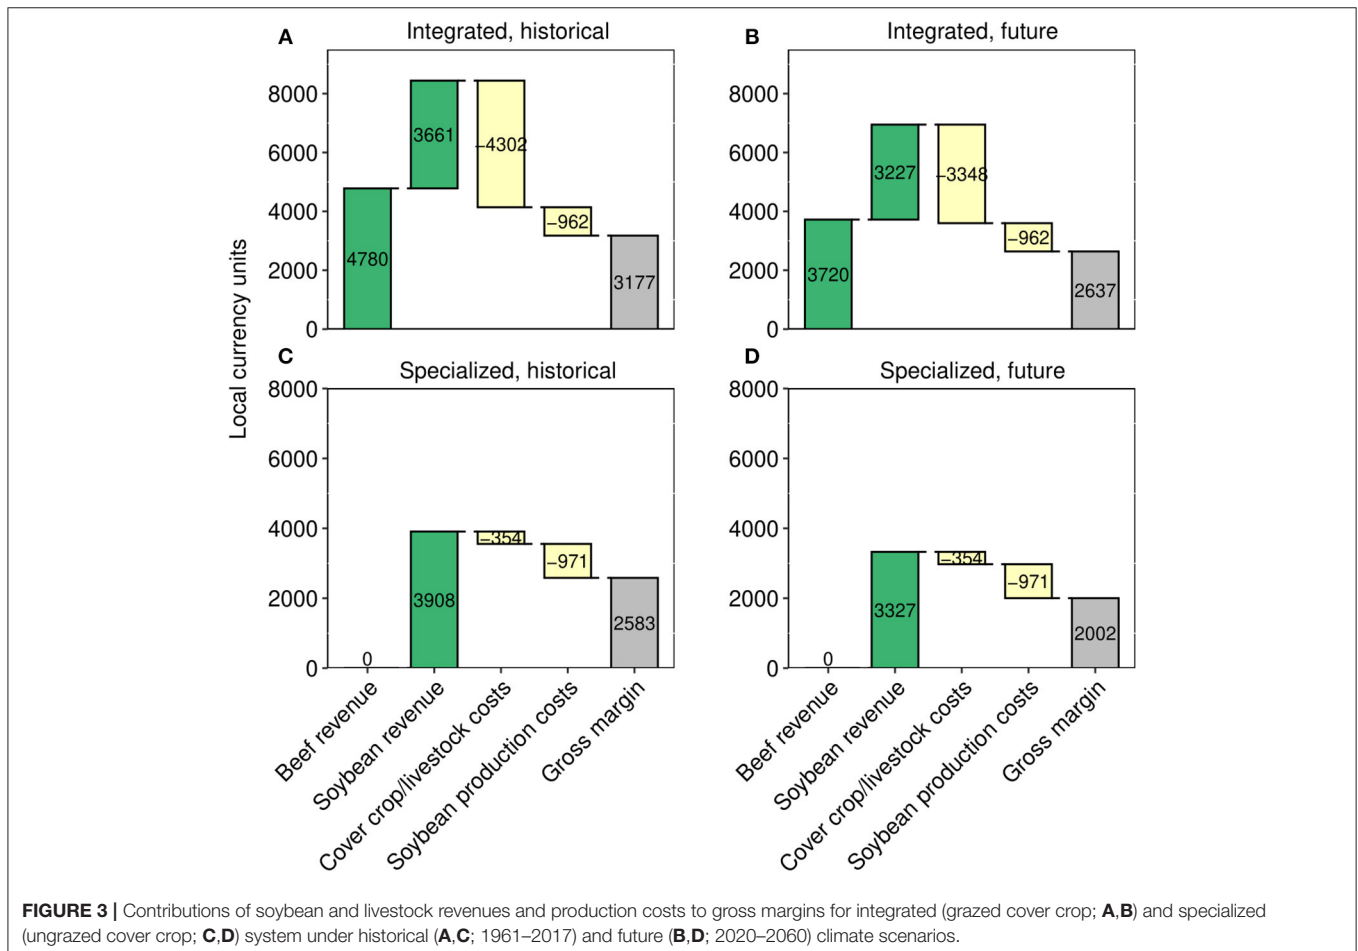 A
Integrated, historical
B
Integrated, future
8000
6000
4000
2000
0
4780
3661
−4302
−962
3177
8000
6000
4000
2000
0
3720
3227
−3348
−962
2637
Local currency units
C
Specialized, historical
D
Specialized, future
8000
6000
4000
2000
0
0
3908
−354
−971
2583
8000
6000
4000
2000
0
0
3327
−354
−971
2002
Beef revenue
Soybean revenue
Cover crop/livestock costs
Soybean production costs
Gross margin
Beef revenue
Soybean revenue
Cover crop/livestock costs
Soybean production costs
Gross margin
FIGURE 3 | Contributions of soybean and livestock revenues and production costs to gross margins for integrated (grazed cover crop; A,B) and specialized
(ungrazed cover crop; C,D) system under historical (A,C; 1961–2017) and future (B,D; 2020–2060) climate scenarios.